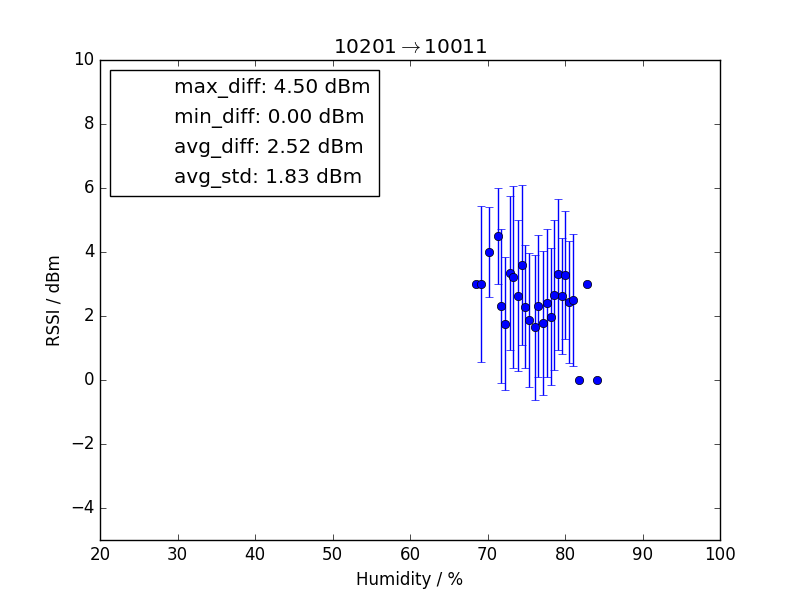 10201→10011
max_diff: 4.50 dBm
min_diff: 0.00 dBm
avg_diff: 2.52 dBm
avg_std: 1.83 dBm
10
8
6
4
2
0
−2
−4
RSSI / dBm
20 30 40 50 60 70 80 90 100
Humidity / %